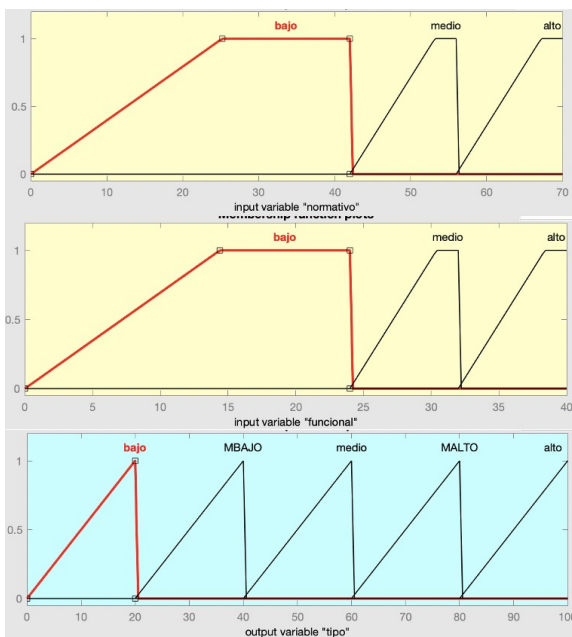 bajo medio alto
1
0.5
0
0 10 20 30 40 50 60 70
input variable "normativo"
Membership function plots
bajo medio alto
1
0.5
0
0 5 10 15 20 25 30 35 40
input variable "funcional"
bajo MBAJO medio MALTO alto
1
0.5
0
0 10 20 30 40 50 60 70 80 90 100
output variable "tipo"